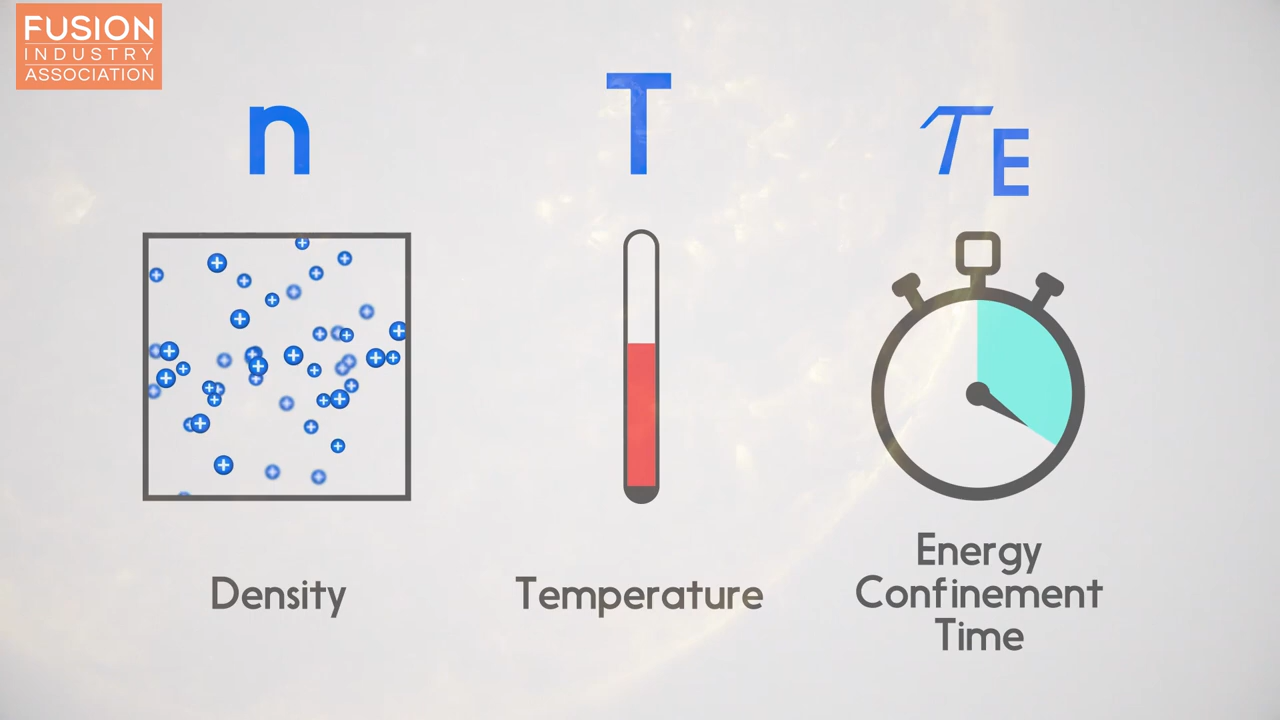 FUSION
INDUSTRY
ASSOCIATION
n
T
τE
Density
Temperature
Energy
Confinement
Time